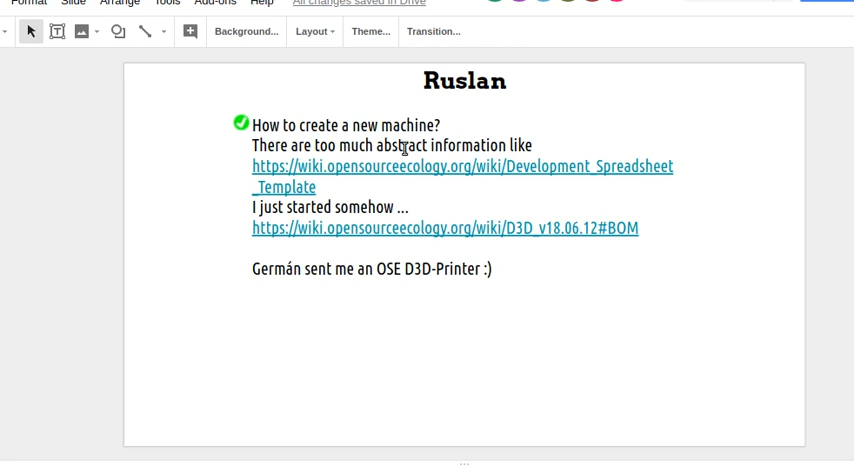 Format Slide Arrange Tools Add-ons Help All changes saved in Drive
Background... Layout Theme... Transition...
Ruslan
How to create a new machine?
There are too much abstract information like
https://wiki.opensourceecology.org/wiki/Development_Spreadsheet
_Template
I just started somehow ...
https://wiki.opensourceecology.org/wiki/D3D_v18.06.12#BOM
Germán sent me an OSE D3D-Printer :)